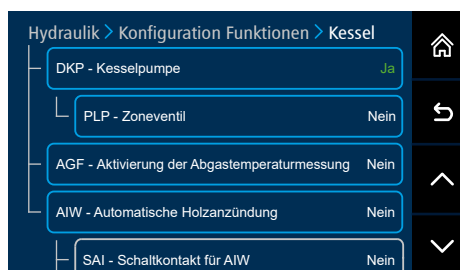 Hydraulik > Konfiguration Funktionen > Kessel
DKP - Kesselpumpe Ja
PLP - Zoneventil Nein
AGF - Aktivierung der Abgastemperaturmessung Nein
AIW - Automatische Holzanzündung Nein
SAI - Schaltkontakt für AIW Nein